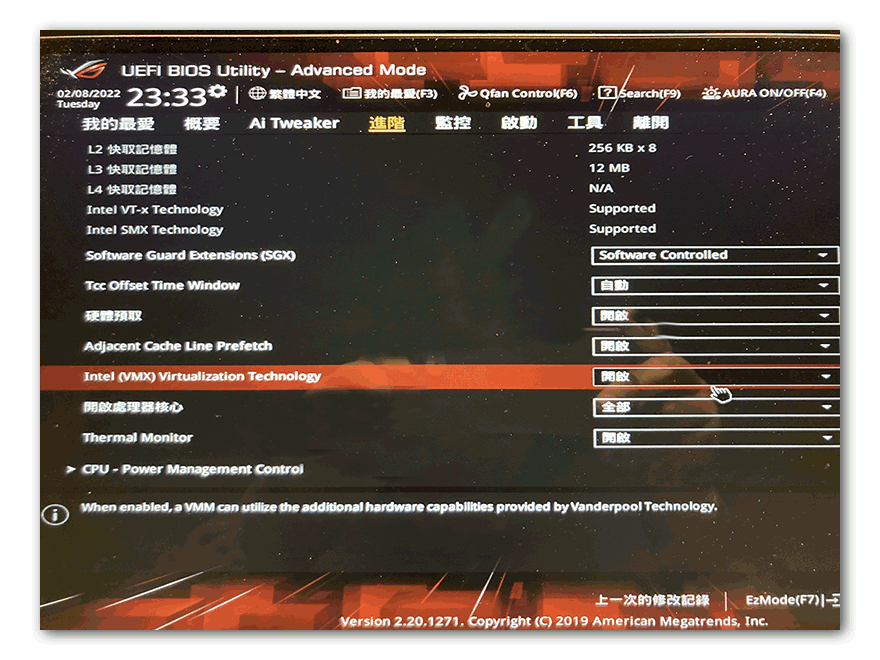 UEFI BIOS Utility – Advanced Mode
02/08/2022 Tuesday 23:33 繁體中文 我的最愛(F3) Qfan Control(F6) Search(F9) AURA ON/OFF(F4)
我的最愛 概要 Ai Tweaker 進階 監控 啟動 工具 離開
L2 快取記憶體 256 KB x 8
L3 快取記憶體 12 MB
L4 快取記憶體 N/A
Intel VT-x Technology Supported
Intel SMX Technology Supported
Software Guard Extensions (SGX) Software Controlled
Tcc Offset Time Window 自動
硬體預取 開啟
Adjacent Cache Line Prefetch 開啟
Intel (VMX) Virtualization Technology 開啟
開啟處理器核心 全部
Thermal Monitor 開啟
> CPU - Power Management Control
When enabled, a VMM can utilize the additional hardware capabilities provided by Vanderpool Technology.
上一次的修改記錄 EzMode(F7)
Version 2.20.1271. Copyright (C) 2019 American Megatrends, Inc.